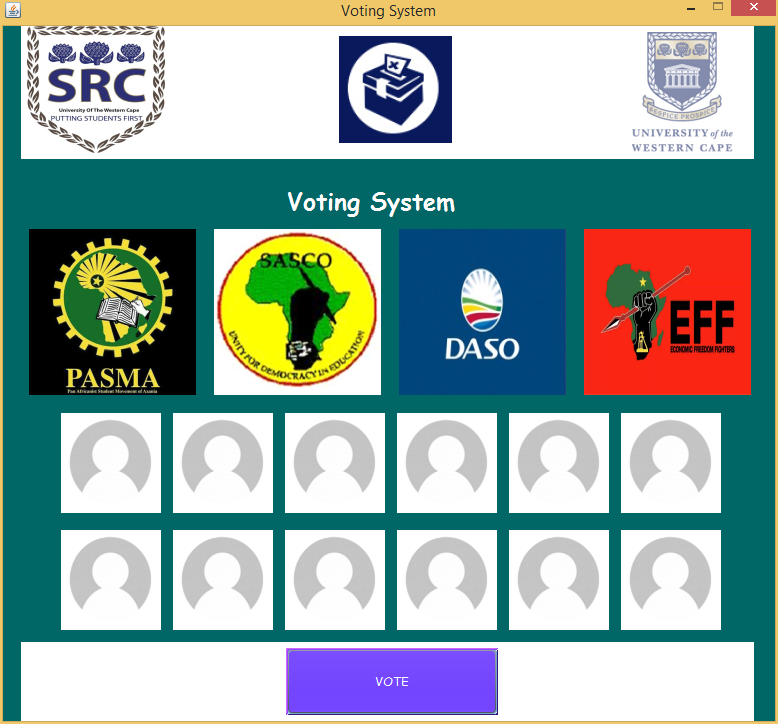 Voting System
SRC
University Of The Western Cape
PUTTING STUDENTS FIRST
RESPICE PROSPICE
UNIVERSITY of the
WESTERN CAPE
Voting System
PASMA
Pan Africanist Student Movement of Azania
SASCO
UNITY FOR DEMOCRACY IN EDUCATION
DASO
EFF
ECONOMIC FREEDOM FIGHTERS
VOTE